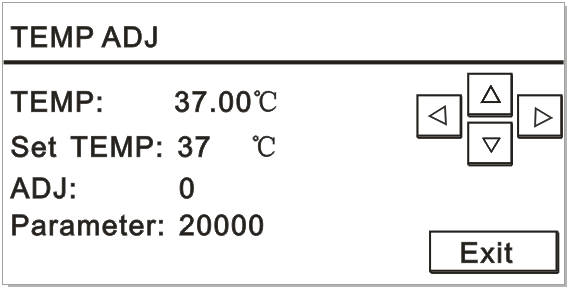 TEMP ADJ
TEMP: 37.00℃
Set TEMP: 37 ℃
ADJ: 0
Parameter: 20000
Exit